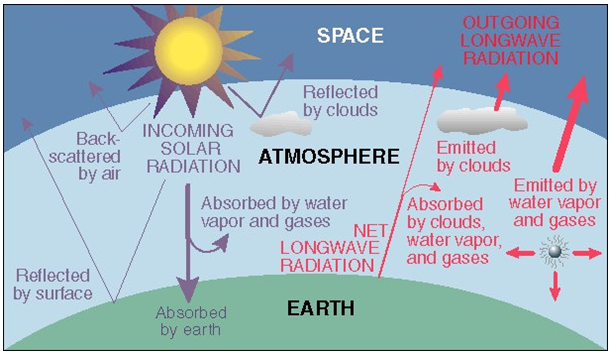 SPACE
OUTGOING
LONGWAVE
RADIATION
Reflected
by clouds
Back-
scattered
by air
INCOMING
SOLAR
RADIATION
ATMOSPHERE
Emitted
by clouds
Absorbed by water
vapor and gases
Absorbed
by clouds,
water vapor,
and gases
Emitted by
water vapor
and gases
NET
LONGWAVE
RADIATION
Reflected
by surface
Absorbed
by earth
EARTH